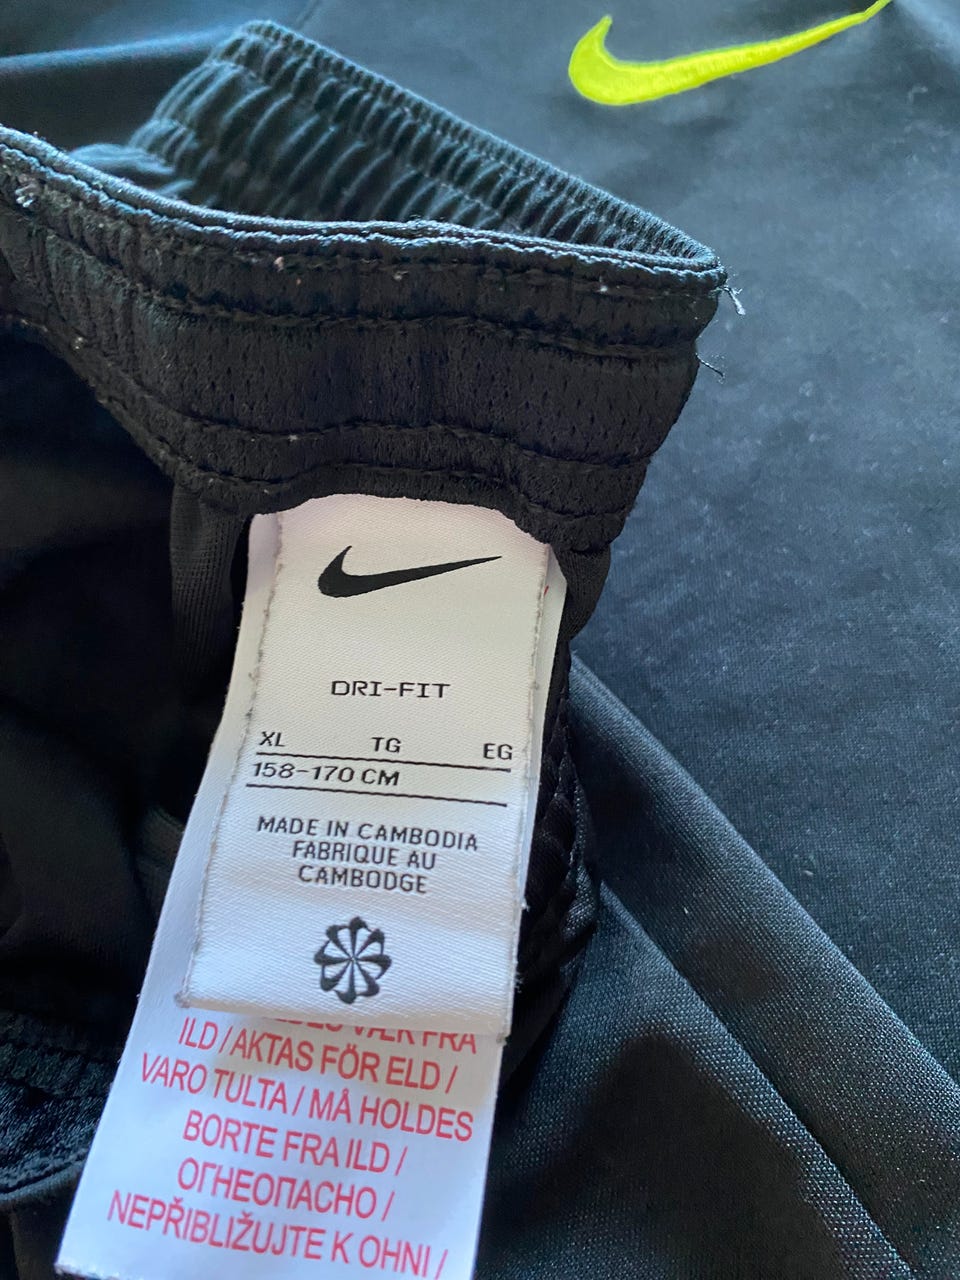 DRI-FIT
XL TG EG
158-170 CM
MADE IN CAMBODIA
FABRIQUE AU
CAMBODGE
FRA
ILD / AKTAS FÖR ELD /
VARO TULTA / MÅ HOLDES
BORTE FRA ILD /
ОГНЕОПАСНО /
NEPŘIBLIŽUJTE K OHNI /